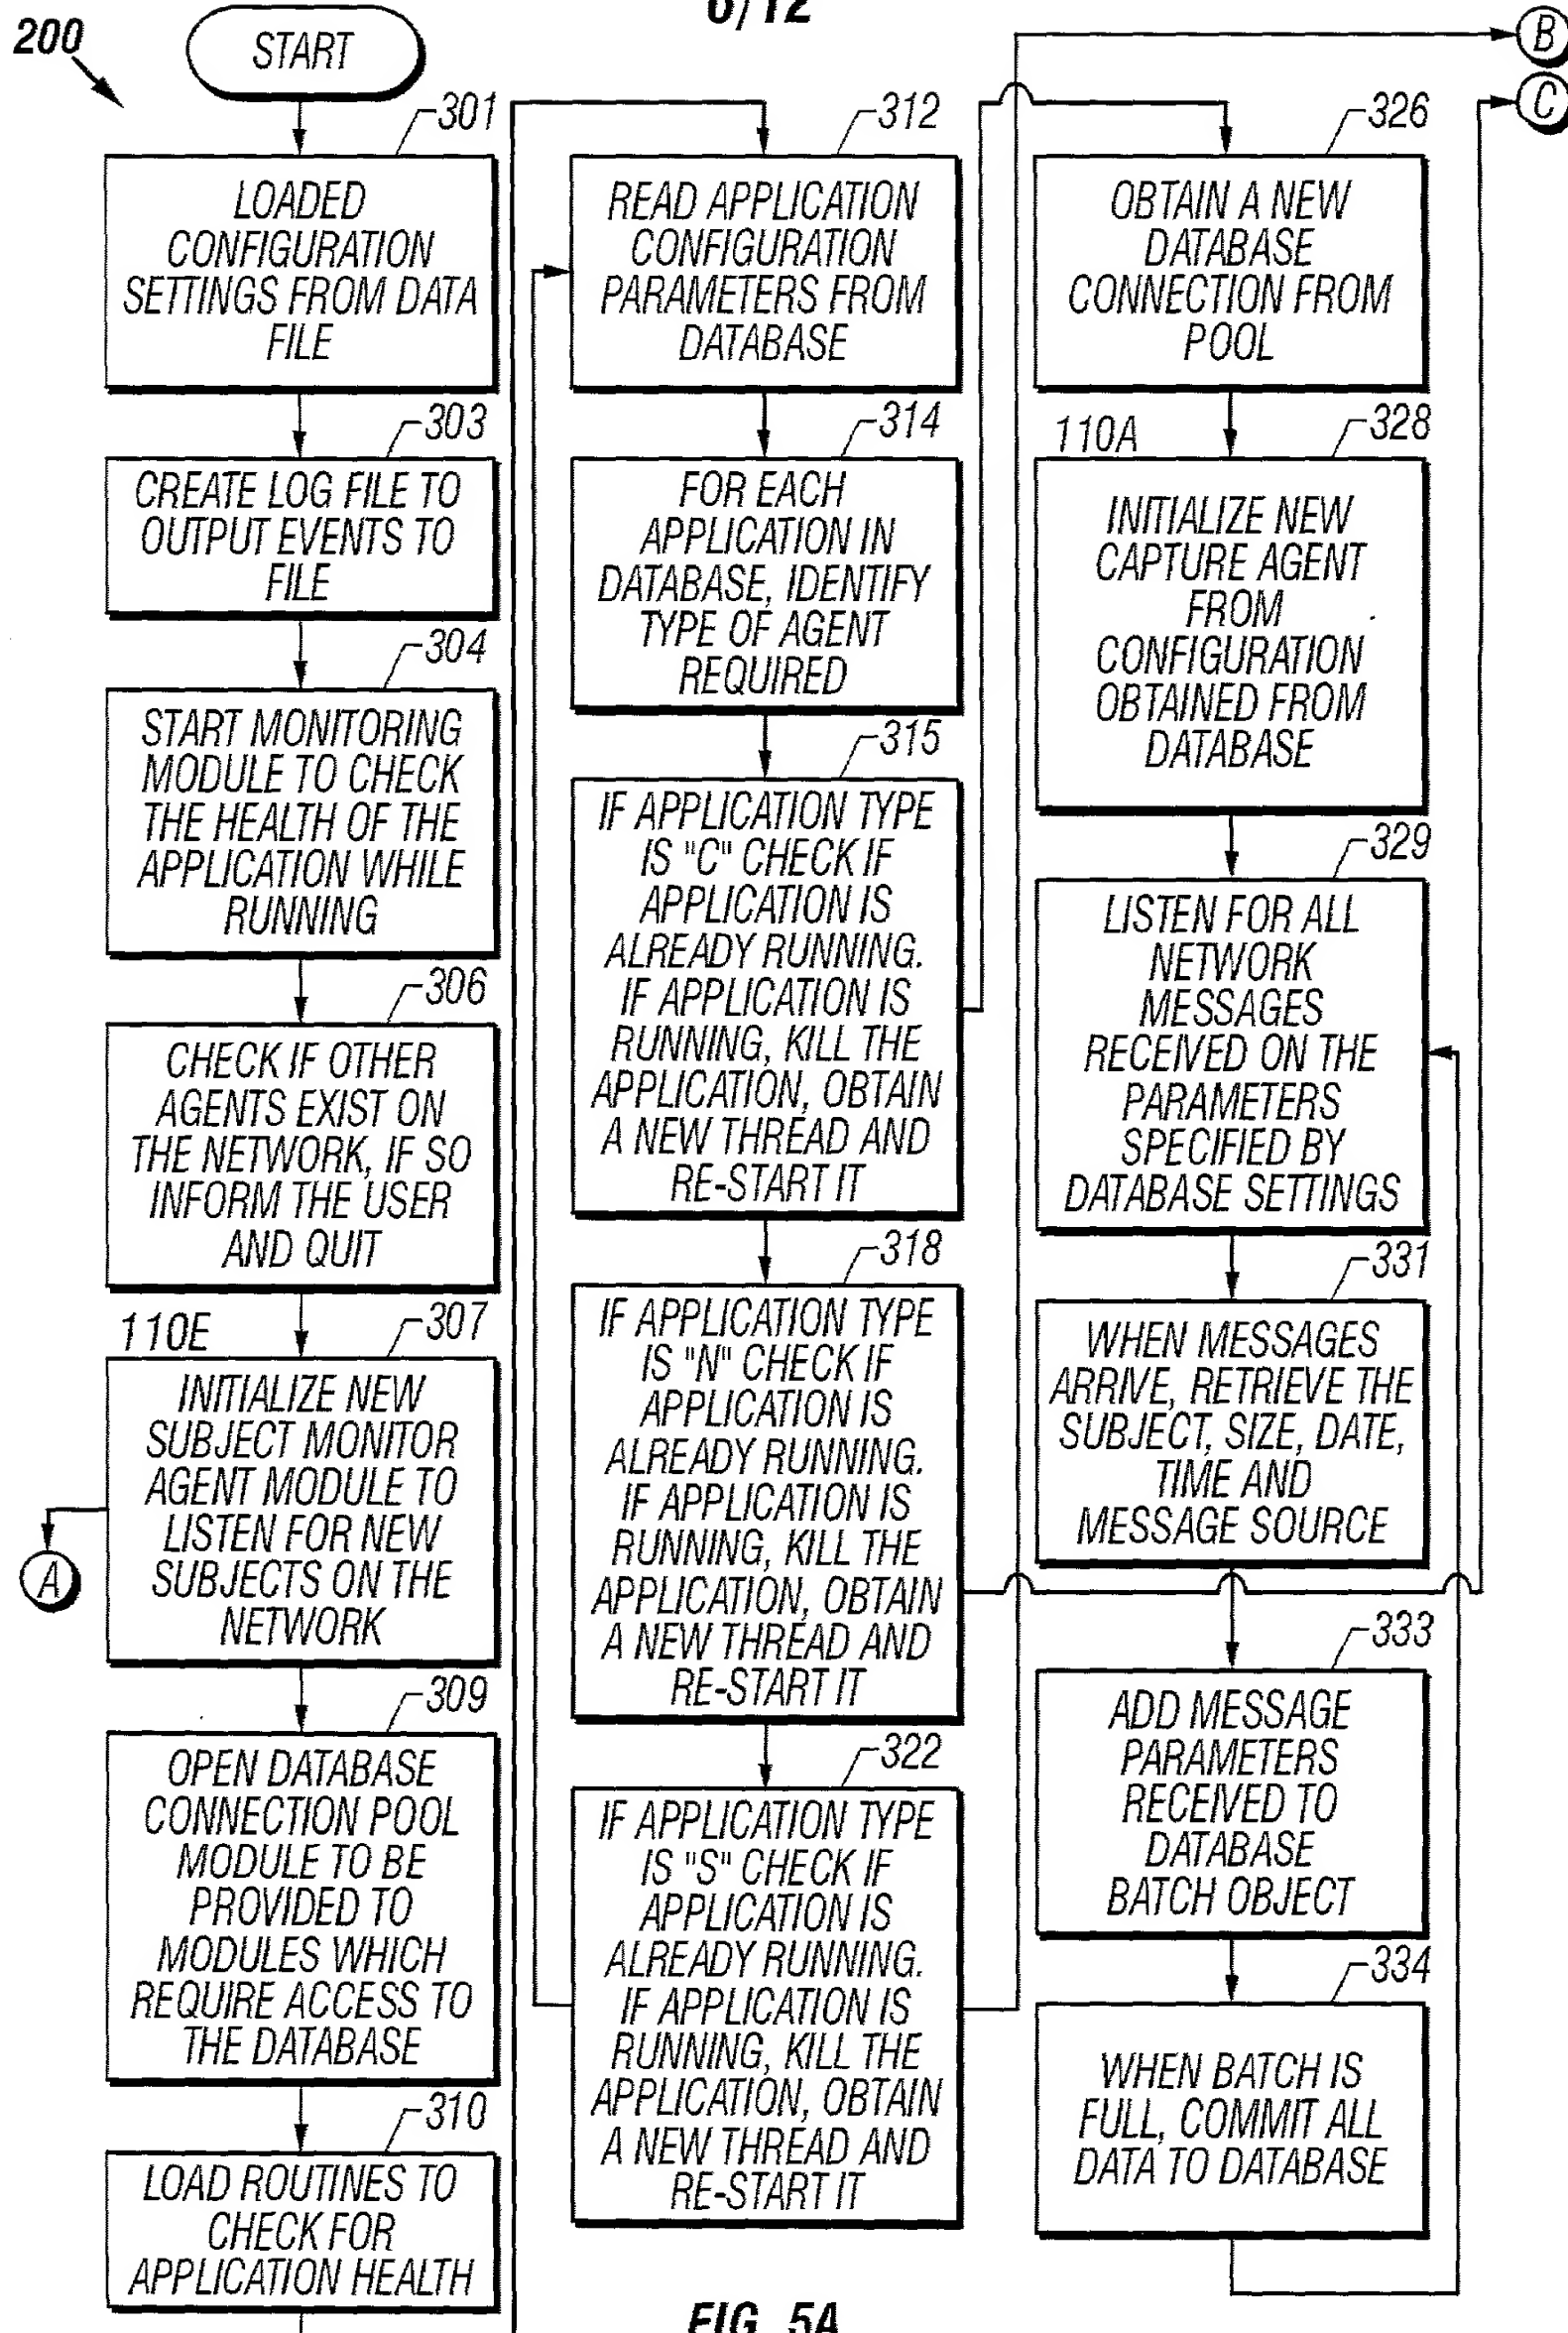 6/12
200
START
301
LOADED
CONFIGURATION
SETTINGS FROM DATA
FILE
303
CREATE LOG FILE TO
OUTPUT EVENTS TO
FILE
304
START MONITORING
MODULE TO CHECK
THE HEALTH OF THE
APPLICATION WHILE
RUNNING
306
CHECK IF OTHER
AGENTS EXIST ON
THE NETWORK, IF SO
INFORM THE USER
AND QUIT
110E
307
INITIALIZE NEW
SUBJECT MONITOR
AGENT MODULE TO
LISTEN FOR NEW
SUBJECTS ON THE
NETWORK
A
309
OPEN DATABASE
CONNECTION POOL
MODULE TO BE
PROVIDED TO
MODULES WHICH
REQUIRE ACCESS TO
THE DATABASE
310
LOAD ROUTINES TO
CHECK FOR
APPLICATION HEALTH
312
READ APPLICATION
CONFIGURATION
PARAMETERS FROM
DATABASE
314
FOR EACH
APPLICATION IN
DATABASE, IDENTIFY
TYPE OF AGENT
REQUIRED
315
IF APPLICATION TYPE
IS "C" CHECK IF
APPLICATION IS
ALREADY RUNNING.
IF APPLICATION IS
RUNNING, KILL THE
APPLICATION, OBTAIN
A NEW THREAD AND
RE-START IT
318
IF APPLICATION TYPE
IS "N" CHECK IF
APPLICATION IS
ALREADY RUNNING.
IF APPLICATION IS
RUNNING, KILL THE
APPLICATION, OBTAIN
A NEW THREAD AND
RE-START IT
322
IF APPLICATION TYPE
IS "S" CHECK IF
APPLICATION IS
ALREADY RUNNING.
IF APPLICATION IS
RUNNING, KILL THE
APPLICATION, OBTAIN
A NEW THREAD AND
RE-START IT
B
C
326
OBTAIN A NEW
DATABASE
CONNECTION FROM
POOL
110A
328
INITIALIZE NEW
CAPTURE AGENT
FROM
CONFIGURATION
OBTAINED FROM
DATABASE
329
LISTEN FOR ALL
NETWORK
MESSAGES
RECEIVED ON THE
PARAMETERS
SPECIFIED BY
DATABASE SETTINGS
331
WHEN MESSAGES
ARRIVE, RETRIEVE THE
SUBJECT, SIZE, DATE,
TIME AND
MESSAGE SOURCE
333
ADD MESSAGE
PARAMETERS
RECEIVED TO
DATABASE
BATCH OBJECT
334
WHEN BATCH IS
FULL, COMMIT ALL
DATA TO DATABASE
FIG. 5A